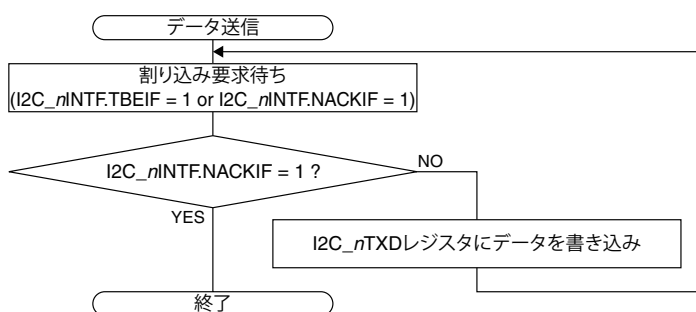 データ送信
割り込み要求待ち
(I2C_nINTF.TBEIF = 1 or I2C_nINTF.NACKIF = 1)
I2C_nINTF.NACKIF = 1 ?
NO
YES
I2C_nTXDレジスタにデータを書き込み
終了